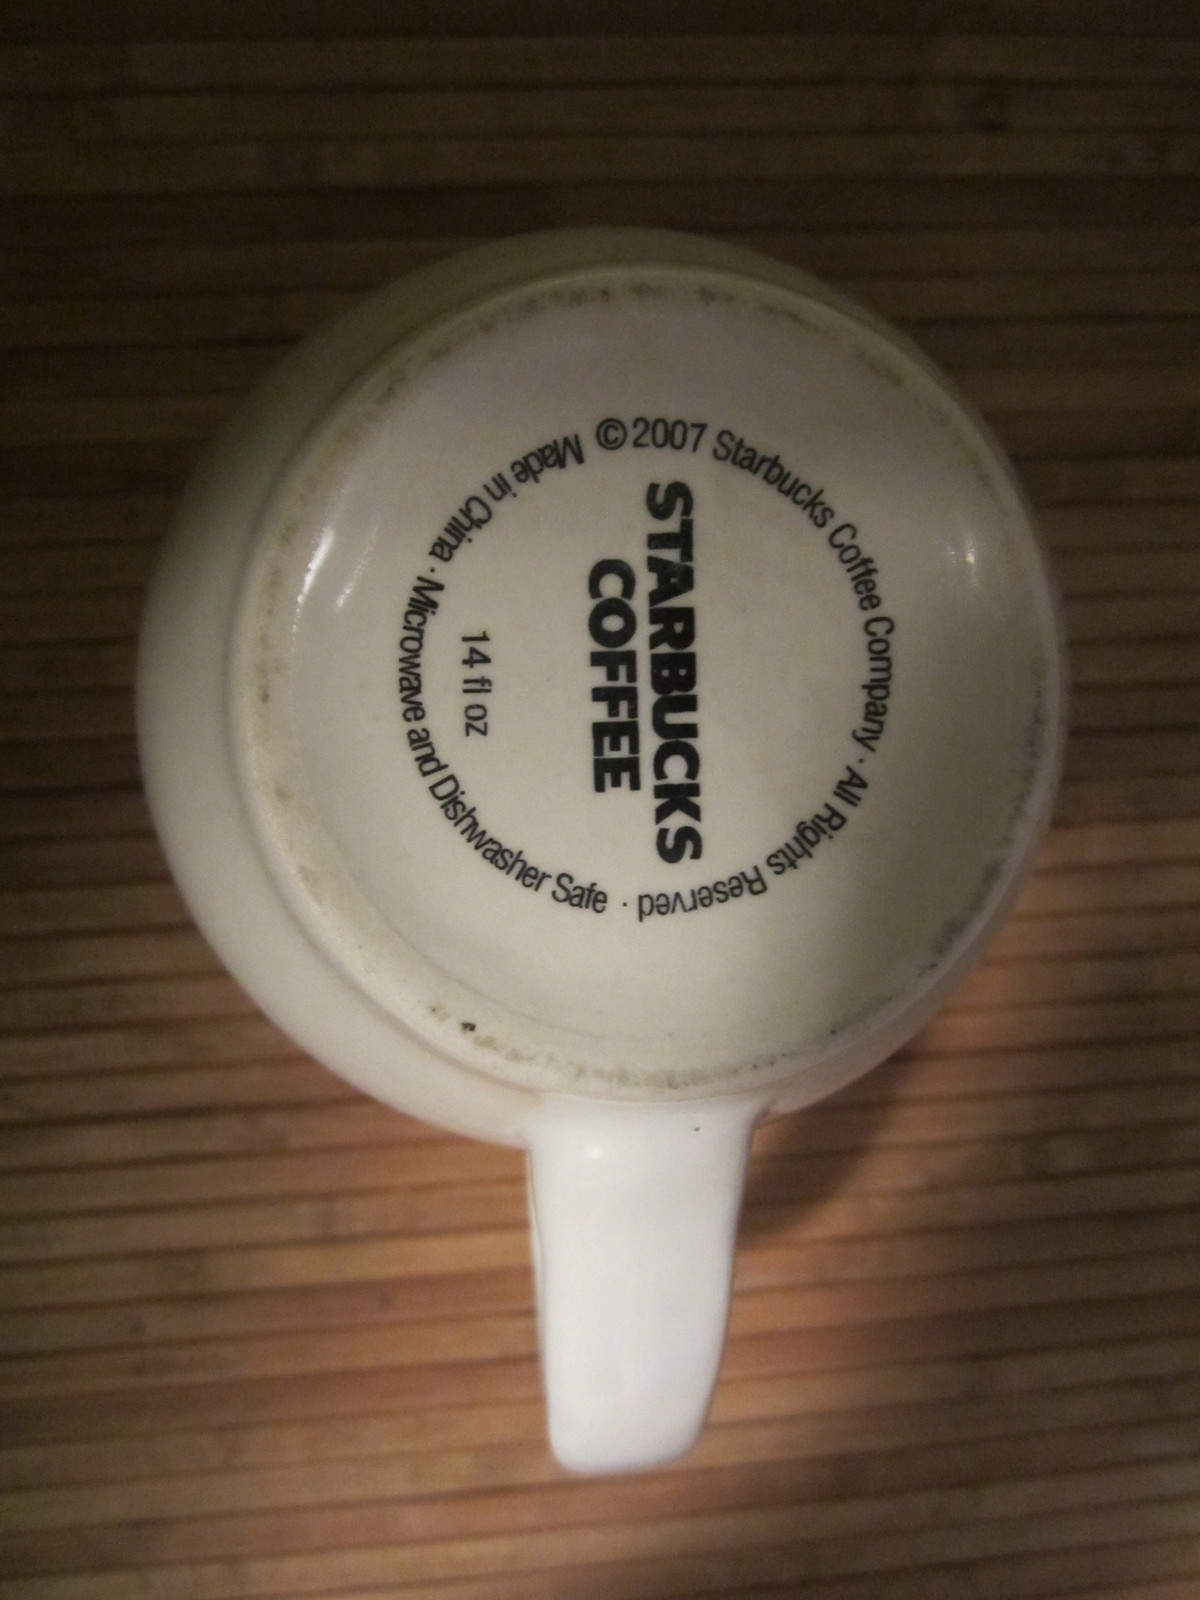 ©2007 Starbucks Coffee Company · All Rights Reserved ·
STARBUCKS
COFFEE
14 fl oz
Made in China · Microwave and Dishwasher Safe